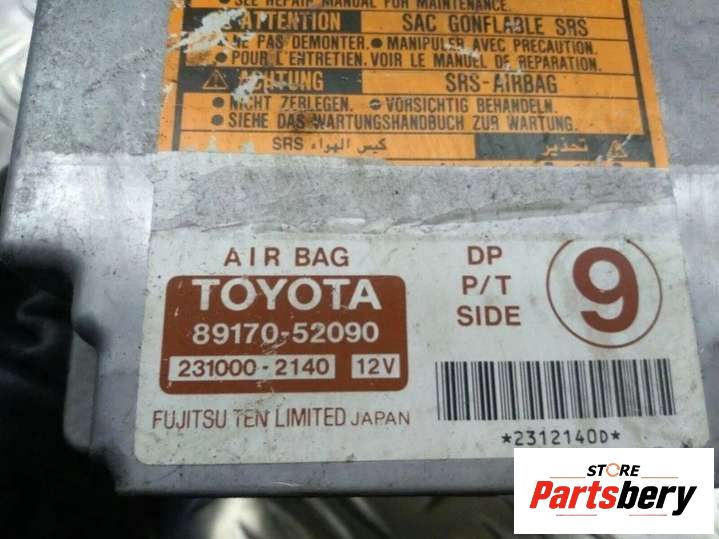 SEE REPAIR MANUAL FOR MAINTENANCE.
ATTENTION SAC GONFLABLE SRS
● NE PAS DEMONTER. ● MANIPULER AVEC PRECAUTION.
● POUR L'ENTRETIEN. VOIR LE MANUEL DE REPARATION.
ACHTUNG SRS-AIRBAG
● NICHT ZERLEGEN. ● VORSICHTIG BEHANDELN.
● SIEHE DAS WARTUNGSHANDBUCH ZUR WARTUNG.
تحذير كيس الهواء SRS
AIR BAG
TOYOTA
89170-52090
231000-2140 12V
FUJITSU TEN LIMITED JAPAN
DP
P/T
SIDE
9
*2312140D*
STORE
Partsbery